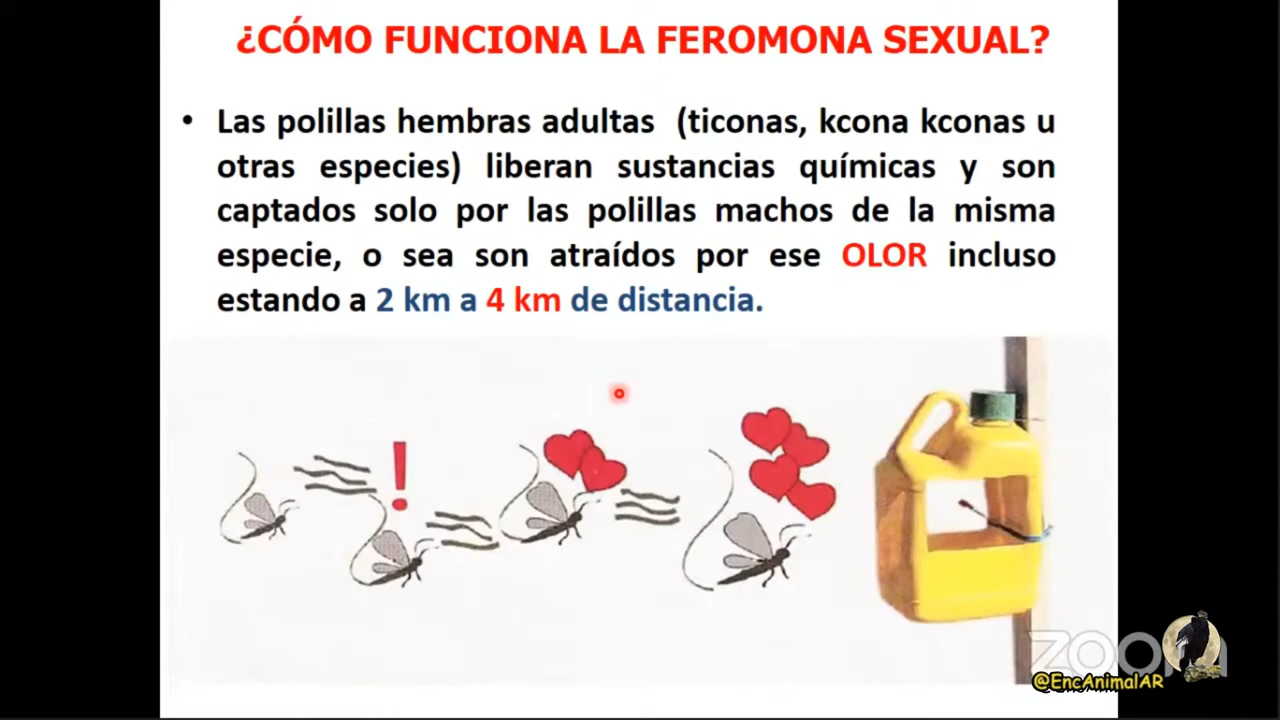 ¿CÓMO FUNCIONA LA FEROMONA SEXUAL?
• Las polillas hembras adultas (ticonas, kcona kconas u
otras especies) liberan sustancias químicas y son
captados solo por las polillas machos de la misma
especie, o sea son atraídos por ese OLOR incluso
estando a 2 km a 4 km de distancia.
!
zoom
@EncAnimalAR